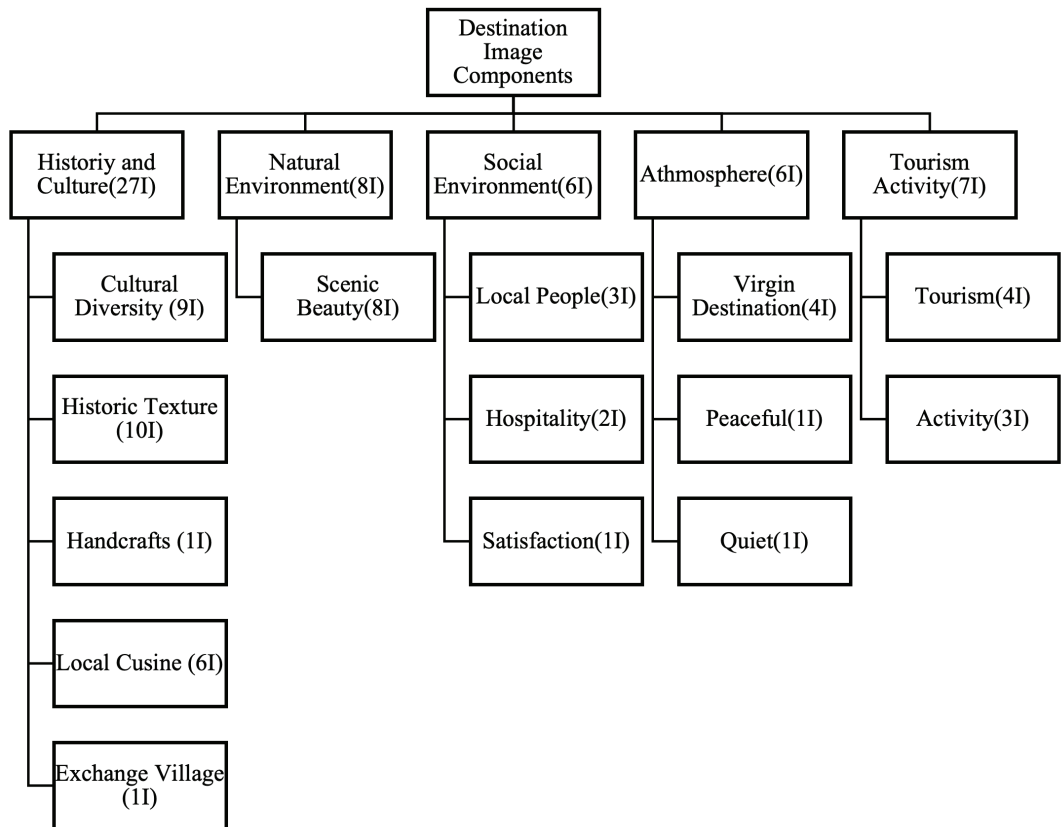 Destination
Image
Components
Historiy and
Culture(27I)
Natural
Environment(8I)
Social
Environment(6I)
Athmosphere(6I)
Tourism
Activity(7I)
Cultural
Diversity (9I)
Historic Texture
(10I)
Handcrafts (1I)
Local Cusine (6I)
Exchange Village
(1I)
Scenic
Beauty(8I)
Local People(3I)
Hospitality(2I)
Satisfaction(1I)
Virgin
Destination(4I)
Peaceful(1I)
Quiet(1I)
Tourism(4I)
Activity(3I)